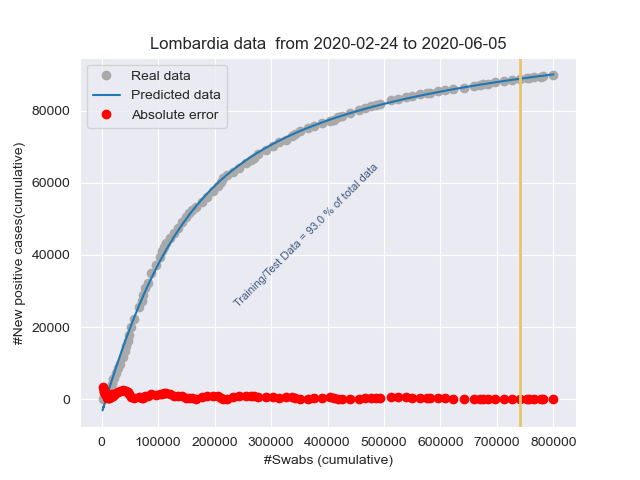 Lombardia data  from 2020-02-24 to 2020-06-05
Real data
Predicted data
Absolute error
#New positive cases(cumulative)
80000
60000
40000
20000
0
Training/Test Data = 93.0 % of total data
0 100000 200000 300000 400000 500000 600000 700000 800000
#Swabs (cumulative)